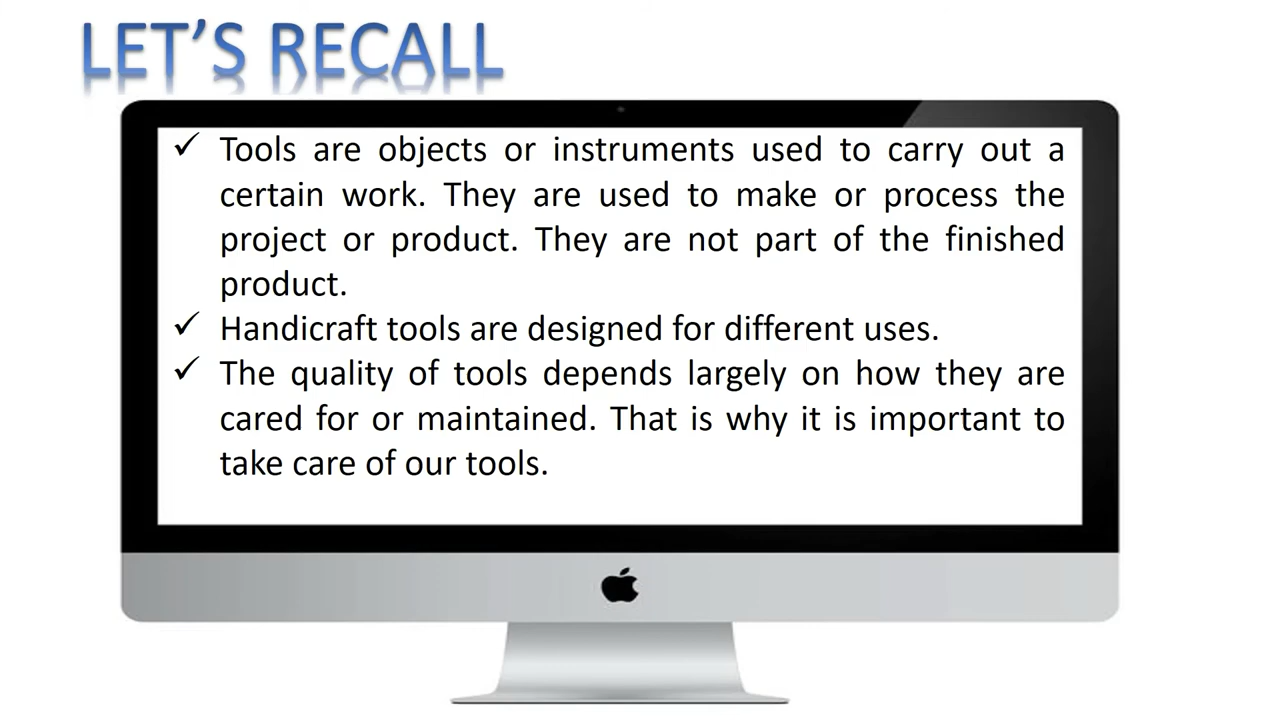 LET’S RECALL
✓ Tools are objects or instruments used to carry out a
certain work. They are used to make or process the
project or product. They are not part of the finished
product.
✓ Handicraft tools are designed for different uses.
✓ The quality of tools depends largely on how they are
cared for or maintained. That is why it is important to
take care of our tools.